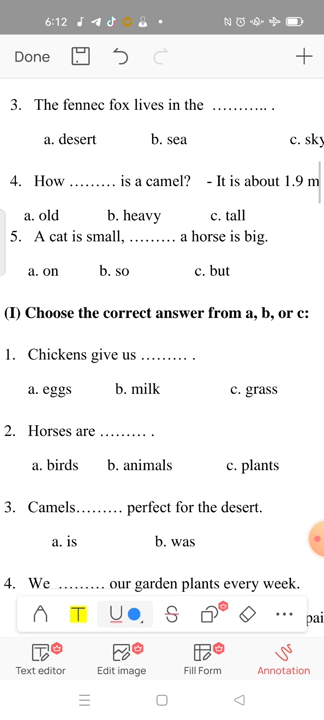 6:12
Done
3. The fennec fox lives in the ……….. .
a. desert b. sea c. sky
4. How ……… is a camel? - It is about 1.9 m
a. old b. heavy c. tall
5. A cat is small, ……… a horse is big.
a. on b. so c. but
(I) Choose the correct answer from a, b, or c:
1. Chickens give us ……… .
a. eggs b. milk c. grass
2. Horses are ……… .
a. birds b. animals c. plants
3. Camels……… perfect for the desert.
a. is b. was
4. We ……… our garden plants every week.
T U S
Text editor Edit image Fill Form Annotation